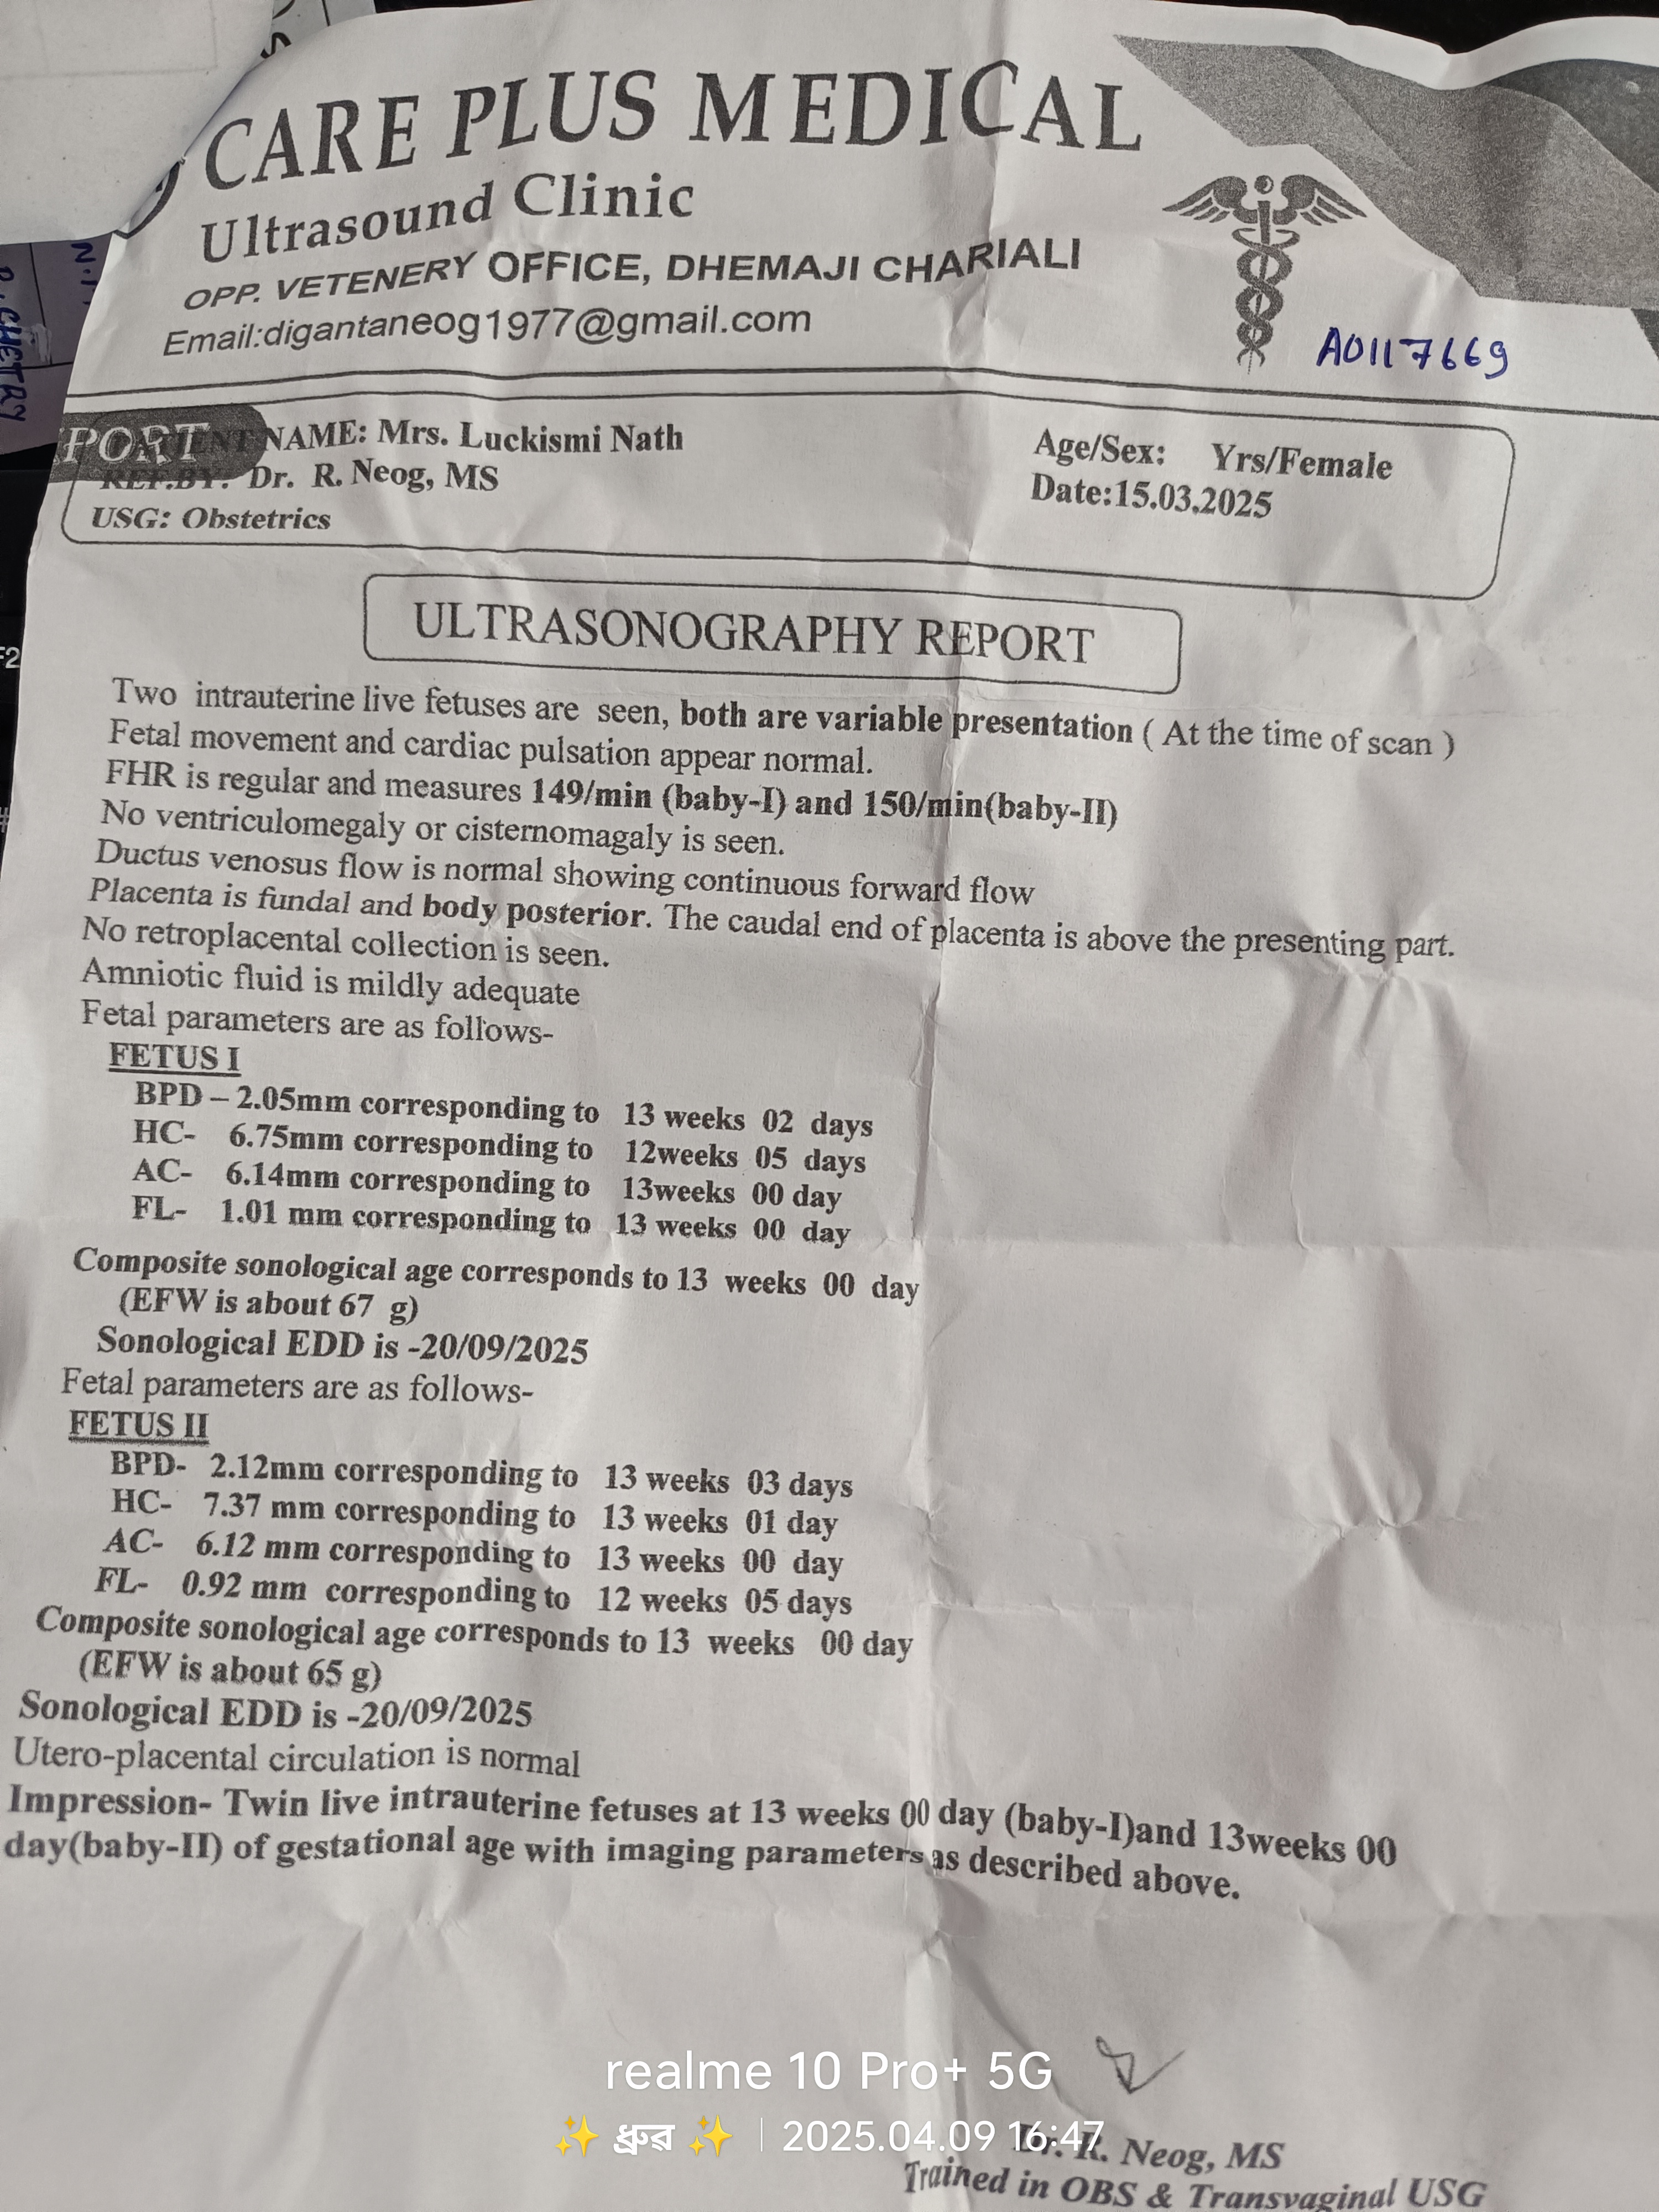 CARE PLUS MEDICAL
Ultrasound Clinic
OPP. VETENERY OFFICE, DHEMAJI CHARIALI
Email:digantaneog1977@gmail.com
A0117669
PORT
PATIENT NAME: Mrs. Luckismi Nath
Age/Sex: Yrs/Female
REF.BY: Dr. R. Neog, MS
Date:15.03.2025
USG: Obstetrics
ULTRASONOGRAPHY REPORT
Two intrauterine live fetuses are seen, both are variable presentation ( At the time of scan )
Fetal movement and cardiac pulsation appear normal.
FHR is regular and measures 149/min (baby-I) and 150/min(baby-II)
No ventriculomegaly or cisternomagaly is seen.
Ductus venosus flow is normal showing continuous forward flow
Placenta is fundal and body posterior. The caudal end of placenta is above the presenting part.
No retroplacental collection is seen.
Amniotic fluid is mildly adequate
Fetal parameters are as follows-
FETUS I
BPD – 2.05mm corresponding to 13 weeks 02 days
HC- 6.75mm corresponding to 12weeks 05 days
AC- 6.14mm corresponding to 13weeks 00 day
FL- 1.01 mm corresponding to 13 weeks 00 day
Composite sonological age corresponds to 13 weeks 00 day
(EFW is about 67 g)
Sonological EDD is -20/09/2025
Fetal parameters are as follows-
FETUS II
BPD- 2.12mm corresponding to 13 weeks 03 days
HC- 7.37 mm corresponding to 13 weeks 01 day
AC- 6.12 mm corresponding to 13 weeks 00 day
FL- 0.92 mm corresponding to 12 weeks 05 days
Composite sonological age corresponds to 13 weeks 00 day
(EFW is about 65 g)
Sonological EDD is -20/09/2025
Utero-placental circulation is normal
Impression- Twin live intrauterine fetuses at 13 weeks 00 day (baby-I)and 13weeks 00
day(baby-II) of gestational age with imaging parameters as described above.
realme 10 Pro+ 5G
✨ ধ্ৰুৱ ✨ | 2025.04.09 16:47
Dr. R. Neog, MS
Trained in OBS & Transvaginal USG
CHETRY
F2
#